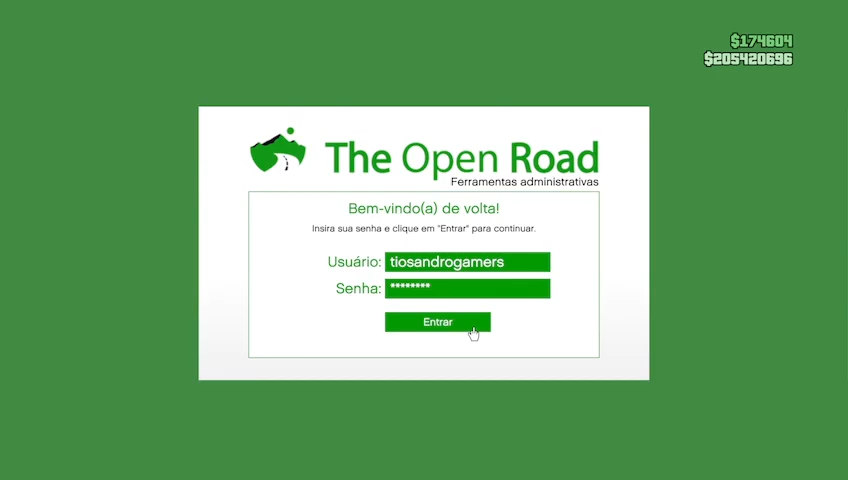 $174604
$205420696
The Open Road
Ferramentas administrativas
Bem-vindo(a) de volta!
Insira sua senha e clique em "Entrar" para continuar.
Usuário: tiosandrogamers
Senha: ********
Entrar